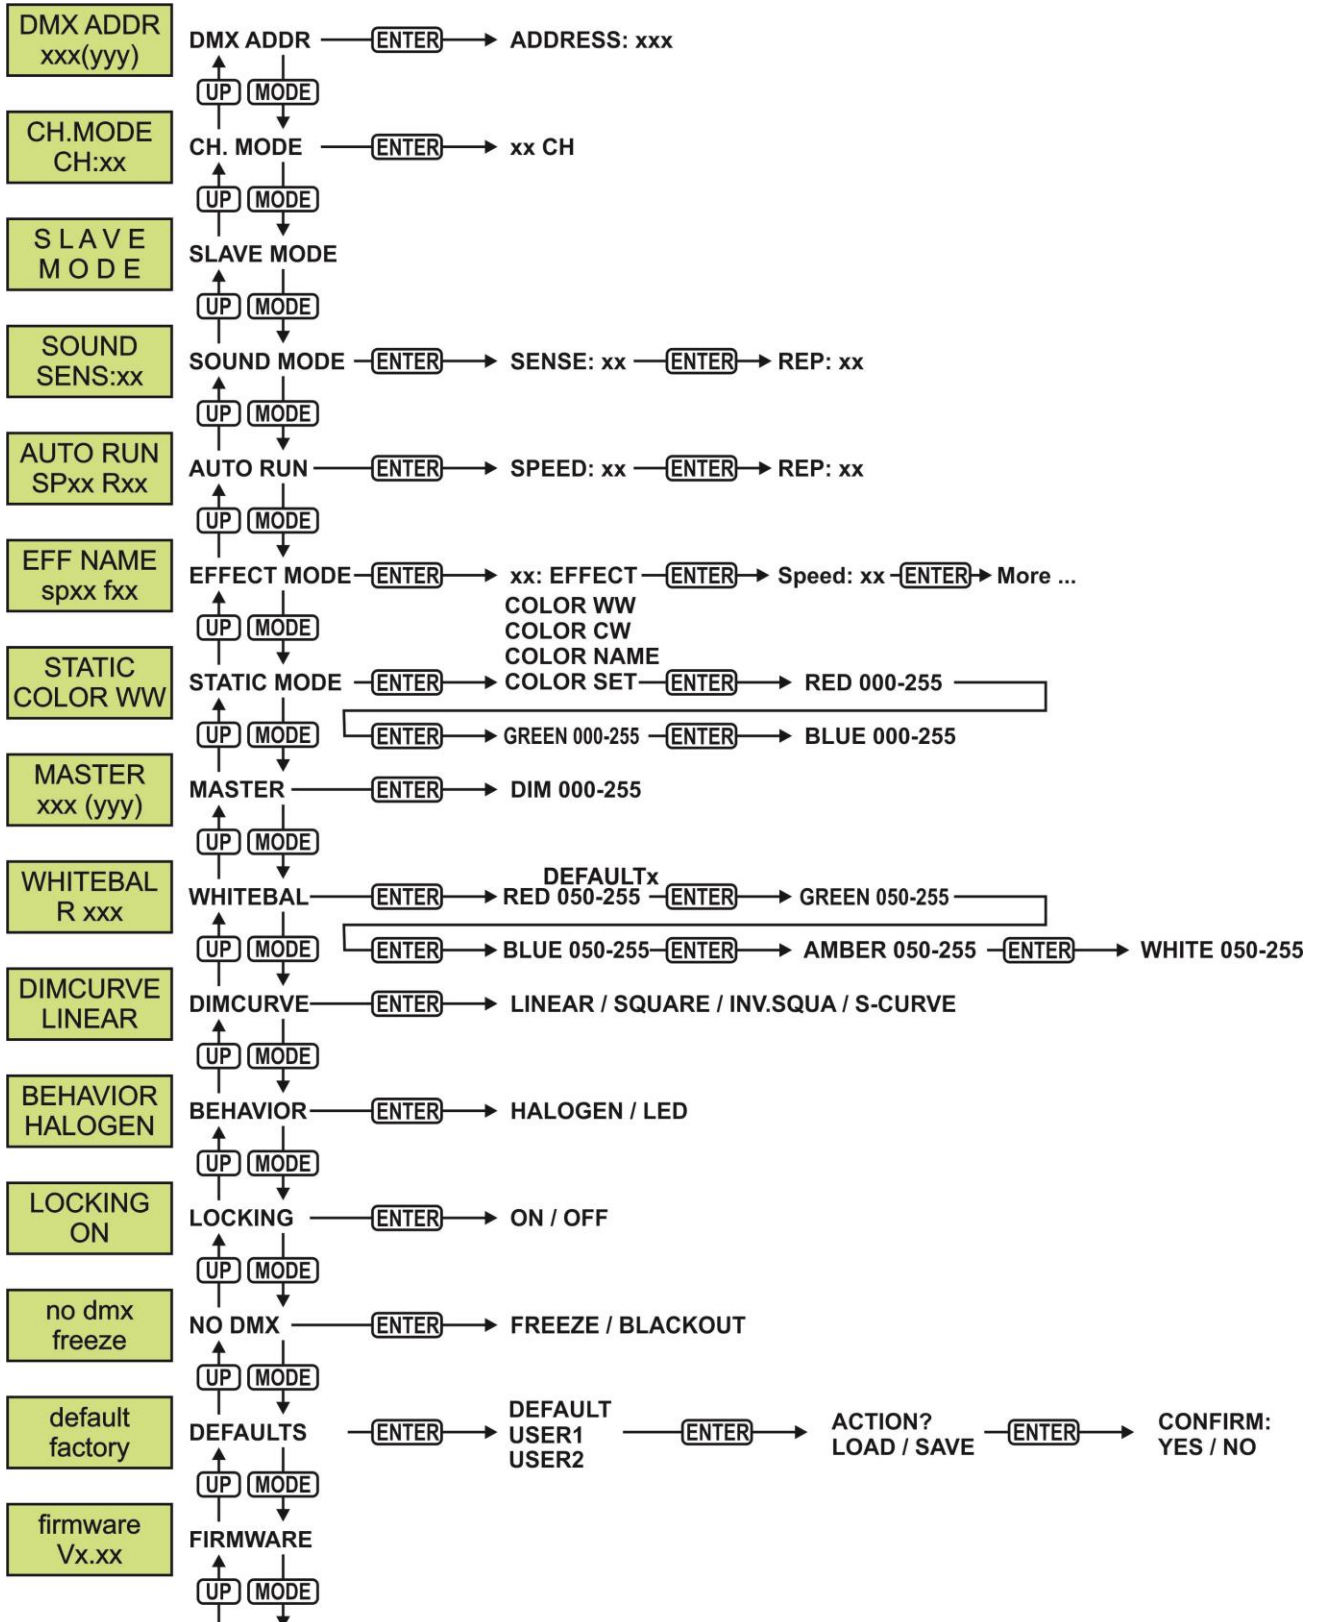 DMX ADDR
xxx(yyy)
DMX ADDR ENTER ADDRESS: xxx
UP MODE
CH.MODE
CH:xx
CH. MODE ENTER xx CH
UP MODE
S L A V E
M O D E
SLAVE MODE
UP MODE
SOUND
SENS:xx
SOUND MODE ENTER SENSE: xx ENTER REP: xx
UP MODE
AUTO RUN
SPxx Rxx
AUTO RUN ENTER SPEED: xx ENTER REP: xx
UP MODE
EFF NAME
spxx fxx
EFFECT MODE ENTER xx: EFFECT ENTER Speed: xx ENTER More ...
UP MODE
STATIC
COLOR WW
COLOR WW
COLOR CW
COLOR NAME
STATIC MODE ENTER COLOR SET ENTER RED 000-255
ENTER GREEN 000-255 ENTER BLUE 000-255
UP MODE
MASTER
xxx (yyy)
MASTER ENTER DIM 000-255
UP MODE
WHITEBAL
R xxx
DEFAULTx
WHITEBAL ENTER RED 050-255 ENTER GREEN 050-255
ENTER BLUE 050-255 ENTER AMBER 050-255 ENTER WHITE 050-255
UP MODE
DIMCURVE
LINEAR
DIMCURVE ENTER LINEAR / SQUARE / INV.SQUA / S-CURVE
UP MODE
BEHAVIOR
HALOGEN
BEHAVIOR ENTER HALOGEN / LED
UP MODE
LOCKING
ON
LOCKING ENTER ON / OFF
UP MODE
no dmx
freeze
NO DMX ENTER FREEZE / BLACKOUT
UP MODE
default
factory
DEFAULTS ENTER
DEFAULT
USER1
USER2
ENTER
ACTION?
LOAD / SAVE
ENTER
CONFIRM:
YES / NO
UP MODE
firmware
Vx.xx
FIRMWARE
UP MODE